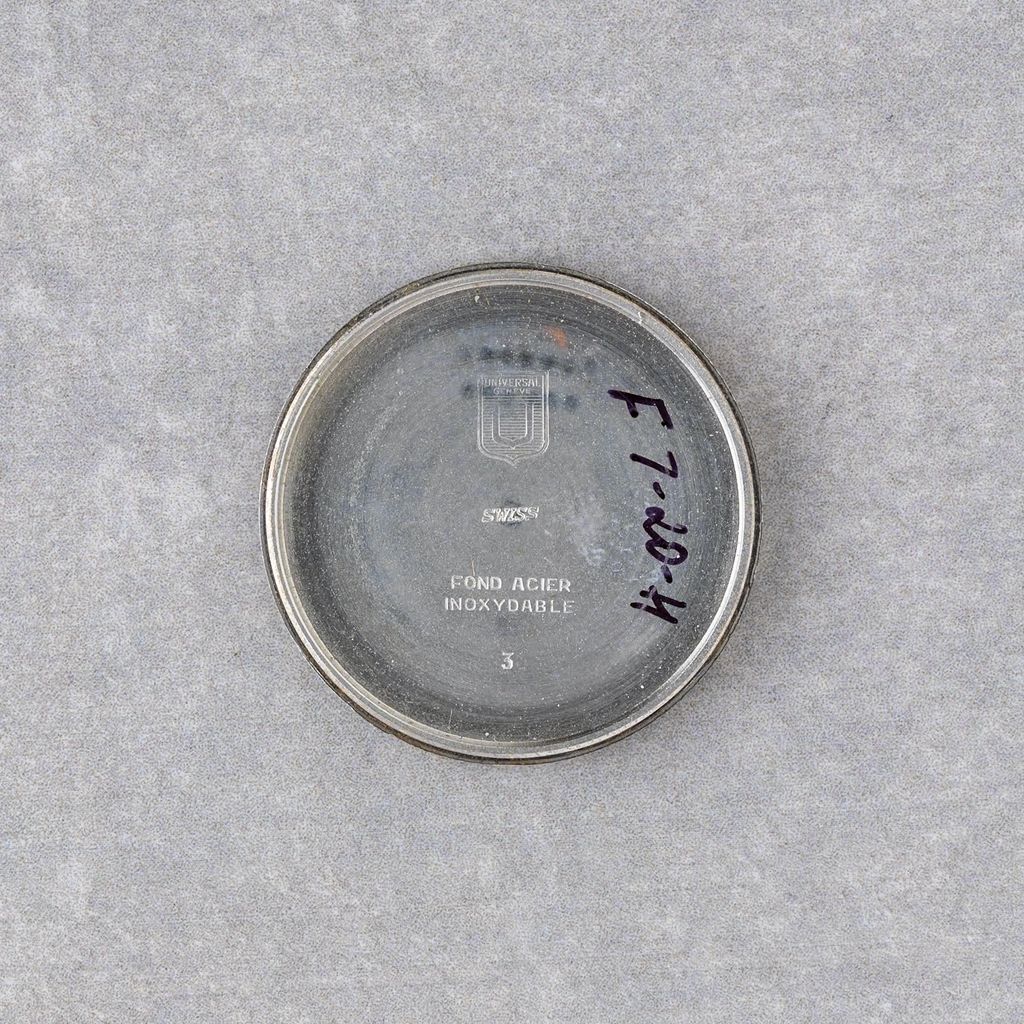 UNIVERSAL
GENEVE
U
SWISS
FOND ACIER
INOXYDABLE
3
F 7-20-4